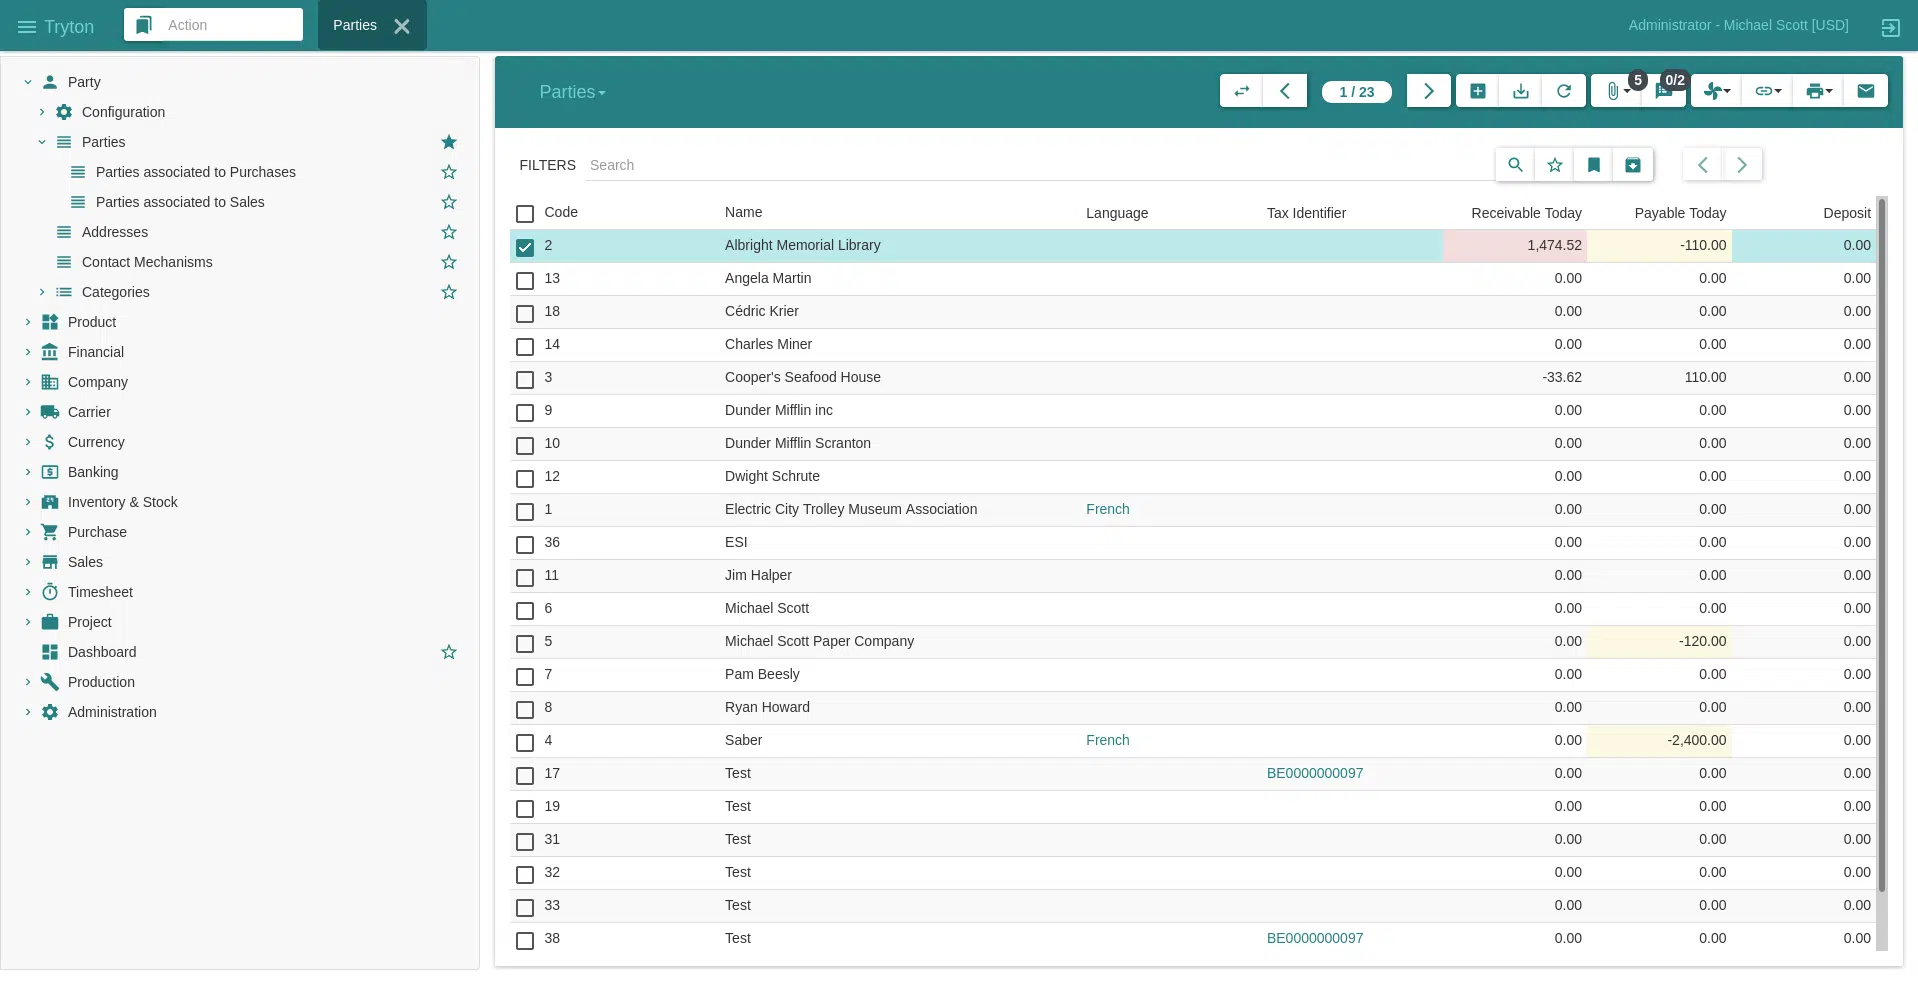 Tryton
Action
Parties
Administrator - Michael Scott [USD]
Party
Configuration
Parties
Parties associated to Purchases
Parties associated to Sales
Addresses
Contact Mechanisms
Categories
Product
Financial
Company
Carrier
Currency
Banking
Inventory & Stock
Purchase
Sales
Timesheet
Project
Dashboard
Production
Administration
Parties
1 / 23
5
0/2
FILTERS Search
Code Name Language Tax Identifier Receivable Today Payable Today Deposit
2 Albright Memorial Library 1,474.52 -110.00 0.00
13 Angela Martin 0.00 0.00 0.00
18 Cédric Krier 0.00 0.00 0.00
14 Charles Miner 0.00 0.00 0.00
3 Cooper's Seafood House -33.62 110.00 0.00
9 Dunder Mifflin inc 0.00 0.00 0.00
10 Dunder Mifflin Scranton 0.00 0.00 0.00
12 Dwight Schrute 0.00 0.00 0.00
1 Electric City Trolley Museum Association French 0.00 0.00 0.00
36 ESI 0.00 0.00 0.00
11 Jim Halper 0.00 0.00 0.00
6 Michael Scott 0.00 0.00 0.00
5 Michael Scott Paper Company 0.00 -120.00 0.00
7 Pam Beesly 0.00 0.00 0.00
8 Ryan Howard 0.00 0.00 0.00
4 Saber French 0.00 -2,400.00 0.00
17 Test BE0000000097 0.00 0.00 0.00
19 Test 0.00 0.00 0.00
31 Test 0.00 0.00 0.00
32 Test 0.00 0.00 0.00
33 Test 0.00 0.00 0.00
38 Test BE0000000097 0.00 0.00 0.00